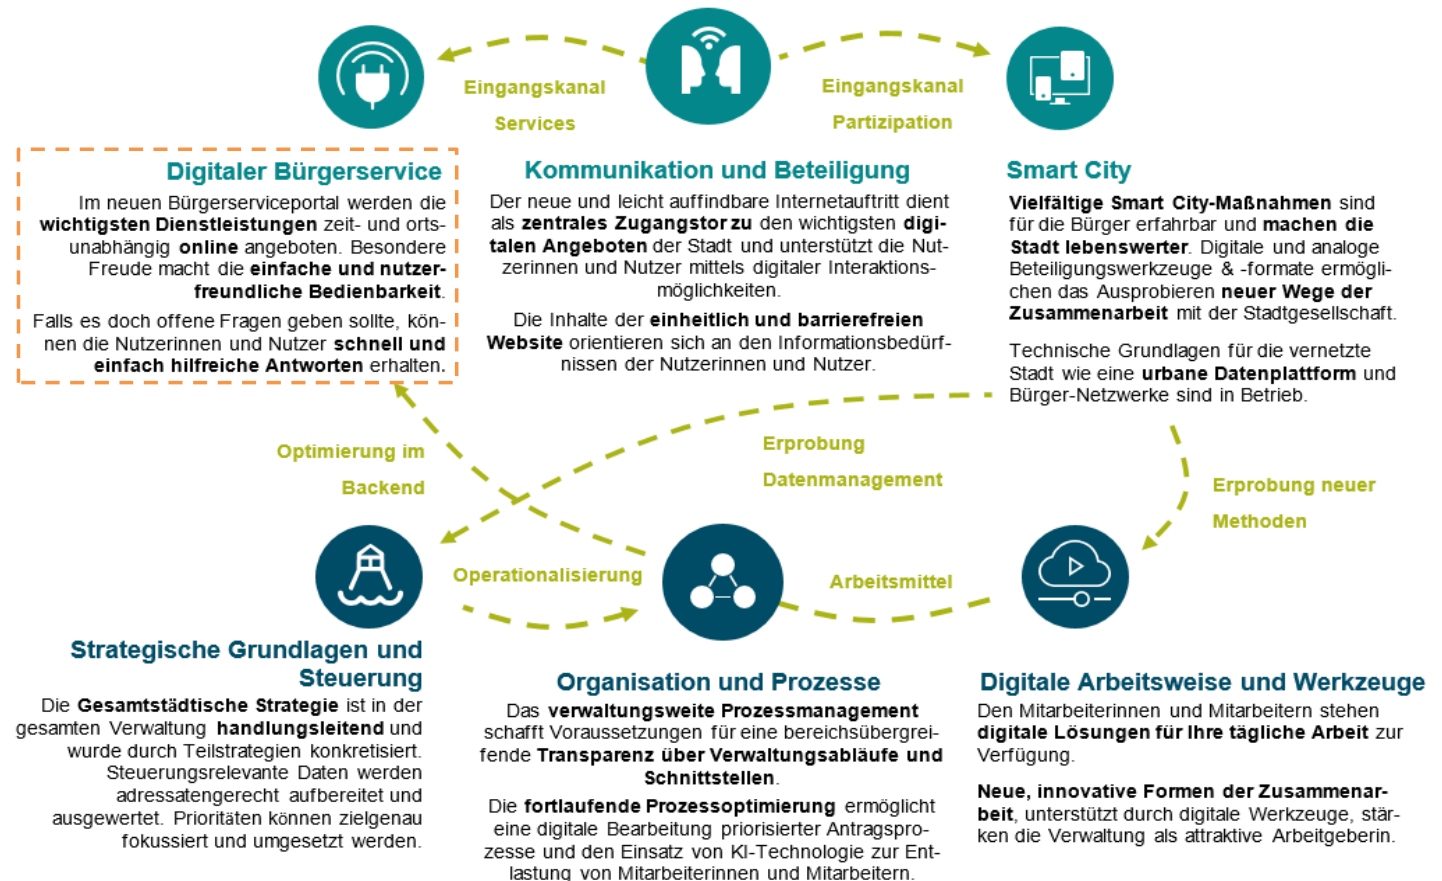 Eingangskanal
Services
Eingangskanal
Partizipation
Digitaler Bürgerservice
Im neuen Bürgerserviceportal werden die
wichtigsten Dienstleistungen zeit- und orts-
unabhängig online angeboten. Besondere
Freude macht die einfache und nutzer-
freundliche Bedienbarkeit.
Falls es doch offene Fragen geben sollte, kön-
nen die Nutzerinnen und Nutzer schnell und
einfach hilfreiche Antworten erhalten.
Kommunikation und Beteiligung
Der neue und leicht auffindbare Internetauftritt dient
als zentrales Zugangstor zu den wichtigsten digi-
talen Angeboten der Stadt und unterstützt die Nut-
zerinnen und Nutzer mittels digitaler Interaktions-
möglichkeiten.
Die Inhalte der einheitlich und barrierefreien
Website orientieren sich an den Informationsbedürf-
nissen der Nutzerinnen und Nutzer.
Smart City
Vielfältige Smart City-Maßnahmen sind
für die Bürger erfahrbar und machen die
Stadt lebenswerter. Digitale und analoge
Beteiligungswerkzeuge & -formate ermögli-
chen das Ausprobieren neuer Wege der
Zusammenarbeit mit der Stadtgesellschaft.
Technische Grundlagen für die vernetzte
Stadt wie eine urbane Datenplattform und
Bürger-Netzwerke sind in Betrieb.
Optimierung im
Backend
Erprobung
Datenmanagement
Erprobung neuer
Methoden
Operationalisierung
Arbeitsmittel
Strategische Grundlagen und
Steuerung
Die Gesamtstädtische Strategie ist in der
gesamten Verwaltung handlungsleitend und
wurde durch Teilstrategien konkretisiert.
Steuerungsrelevante Daten werden
adressatengerecht aufbereitet und
ausgewertet. Prioritäten können zielgenau
fokussiert und umgesetzt werden.
Organisation und Prozesse
Das verwaltungsweite Prozessmanagement
schafft Voraussetzungen für eine bereichsübergrei-
fende Transparenz über Verwaltungsabläufe und
Schnittstellen.
Die fortlaufende Prozessoptimierung ermöglicht
eine digitale Bearbeitung priorisierter Antragspro-
zesse und den Einsatz von KI-Technologie zur Ent-
lastung von Mitarbeiterinnen und Mitarbeitern.
Digitale Arbeitsweise und Werkzeuge
Den Mitarbeiterinnen und Mitarbeitern stehen
digitale Lösungen für Ihre tägliche Arbeit zur
Verfügung.
Neue, innovative Formen der Zusammenar-
beit, unterstützt durch digitale Werkzeuge, stär-
ken die Verwaltung als attraktive Arbeitgeberin.